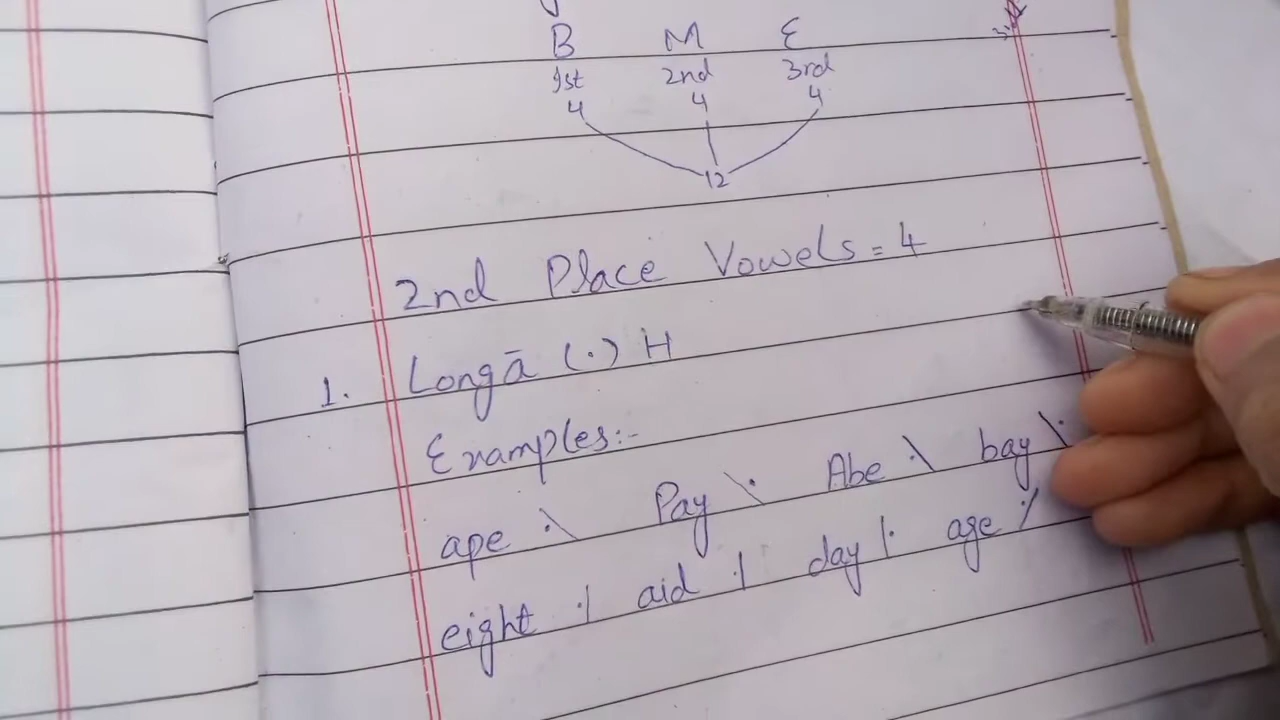 B M E
1st 2nd 3rd
4 4 4
12
2nd Place Vowels = 4
1. Long ā (.) H
Examples:-
ape Pay Abe bay
eight aid day age